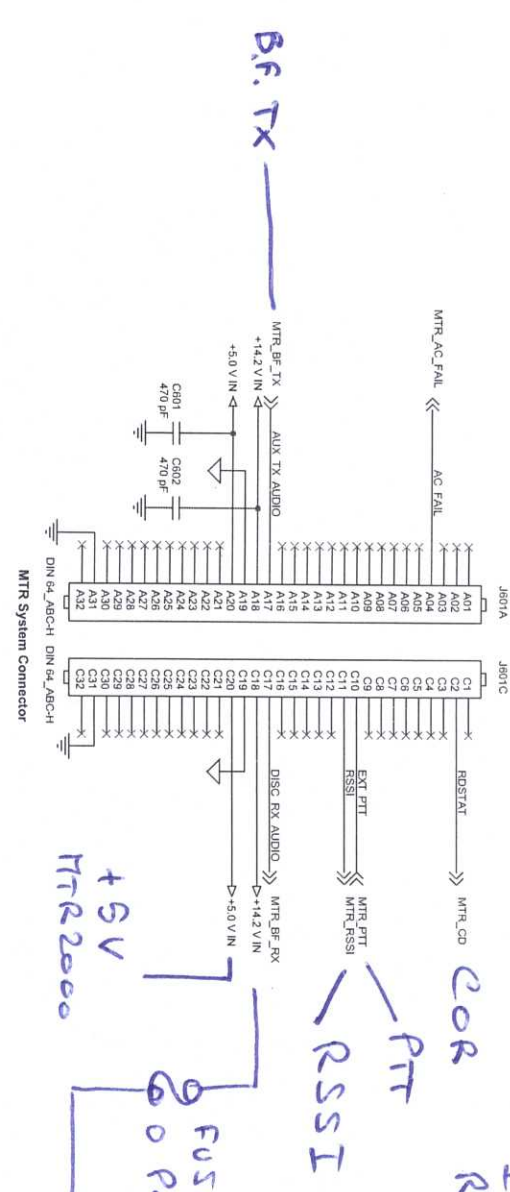 B.F. TX
MTR_AC_FAIL
AC_FAIL
MTR_BF_TX
AUX_TX_AUDIO
+14.2 V IN
+5.0 V IN
C601
470 pF
C602
470 pF
J601A
A01
A02
A03
A04
A05
A06
A07
A08
A09
A10
A11
A12
A13
A14
A15
A16
A17
A18
A19
A20
A21
A22
A23
A24
A25
A26
A27
A28
A29
A30
A31
A32
DIN 64_ABC-H
J601C
C1
C2
C3
C4
C5
C6
C7
C8
C9
C10
C11
C12
C13
C14
C15
C16
C17
C18
C19
C20
C21
C22
C23
C24
C25
C26
C27
C28
C29
C30
C31
C32
DIN 64_ABC-H
MTR System Connector
RDSTAT
MTR_CD
EXT_PTT
RSSI
MTR_PTT
MTR_RSSI
DISC_RX_AUDIO
MTR_BF_RX
+14.2 V IN
+5.0 V IN
COR
PTT
RSSI
+5V
MTR2000